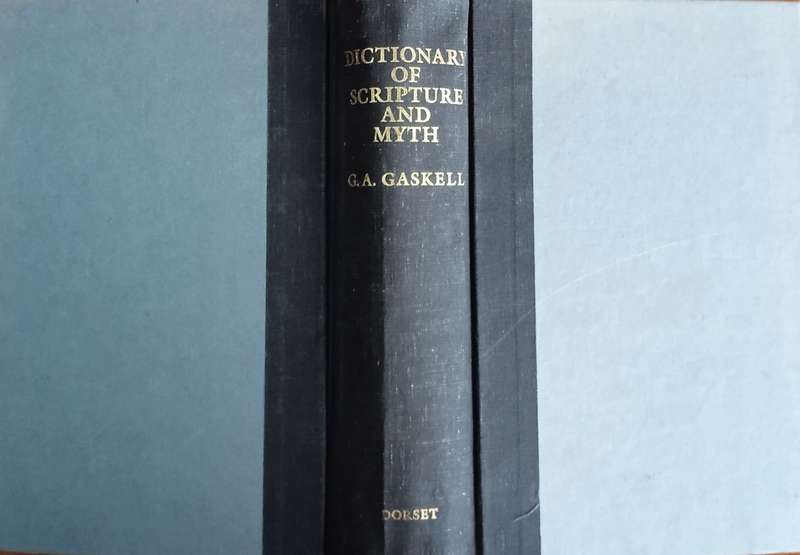 DICTIONARY
OF
SCRIPTURE
AND
MYTH
G.A. GASKELL
DORSET